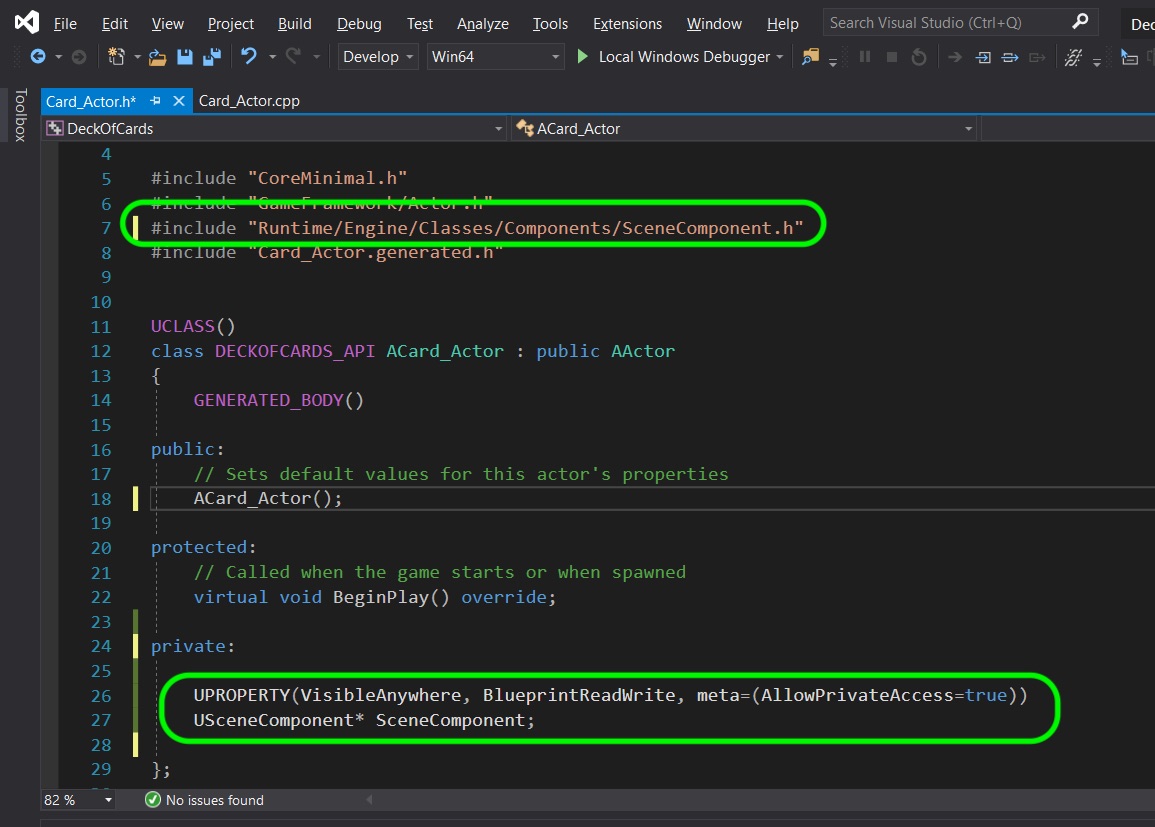 File Edit View Project Build Debug Test Analyze Tools Extensions Window Help Search Visual Studio (Ctrl+Q)
Develop Win64 Local Windows Debugger
Toolbox
Card_Actor.h* Card_Actor.cpp
DeckOfCards ACard_Actor
4
5 #include "CoreMinimal.h"
6 #include "GameFramework/Actor.h"
7 #include "Runtime/Engine/Classes/Components/SceneComponent.h"
8 #include "Card_Actor.generated.h"
9
10
11 UCLASS()
12 class DECKOFCARDS_API ACard_Actor : public AActor
13 {
14 GENERATED_BODY()
15
16 public:
17 // Sets default values for this actor's properties
18 ACard_Actor();
19
20 protected:
21 // Called when the game starts or when spawned
22 virtual void BeginPlay() override;
23
24 private:
25
26 UPROPERTY(VisibleAnywhere, BlueprintReadWrite, meta=(AllowPrivateAccess=true))
27 USceneComponent* SceneComponent;
28
29 };
82 % No issues found